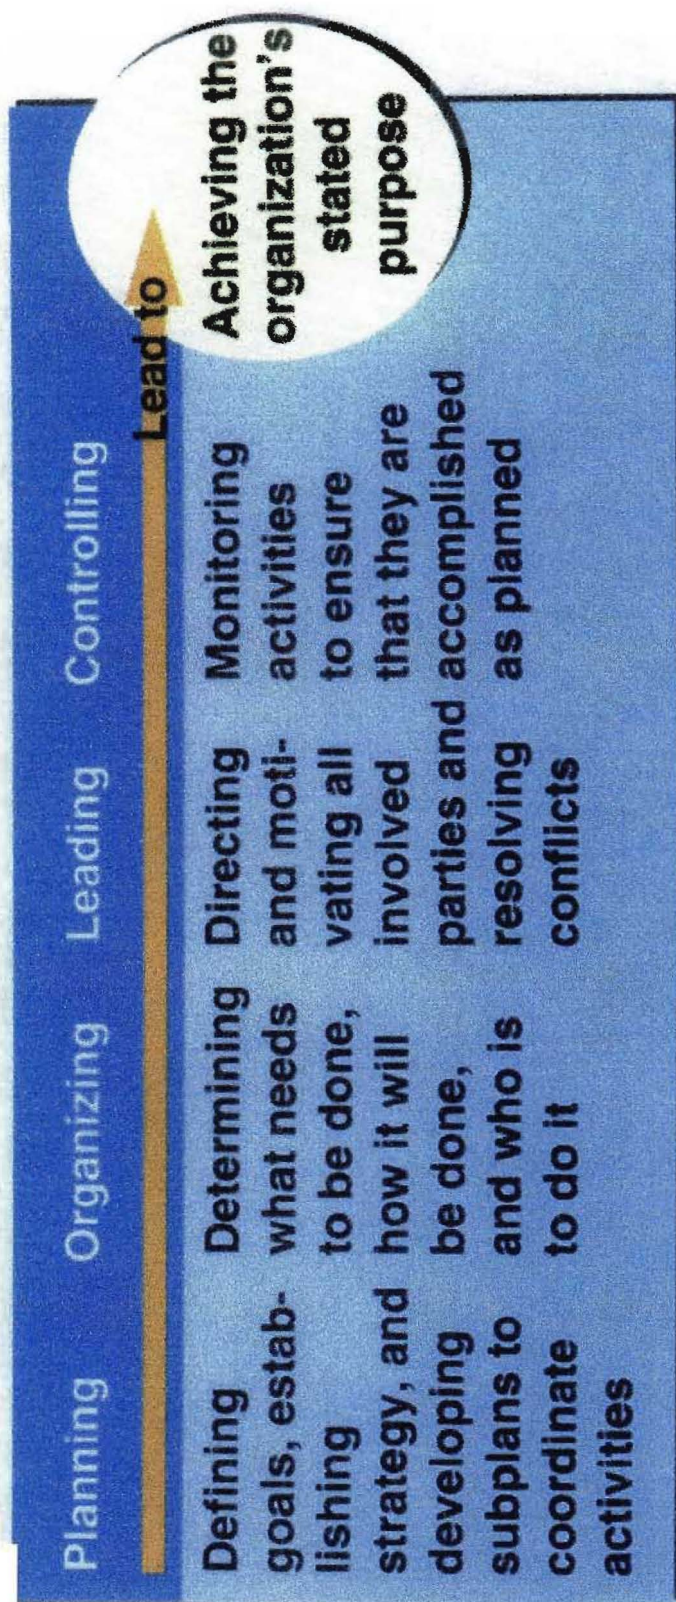 Planning
Organizing
Leading
Controlling
Lead to
Defining
goals, estab-
lishing
strategy, and
developing
subplans to
coordinate
activities
Determining
what needs
to be done,
how it will
be done,
and who is
to do it
Directing
and moti-
vating all
involved
parties and
resolving
conflicts
Monitoring
activities
to ensure
that they are
accomplished
as planned
Achieving the
organization's
stated
purpose